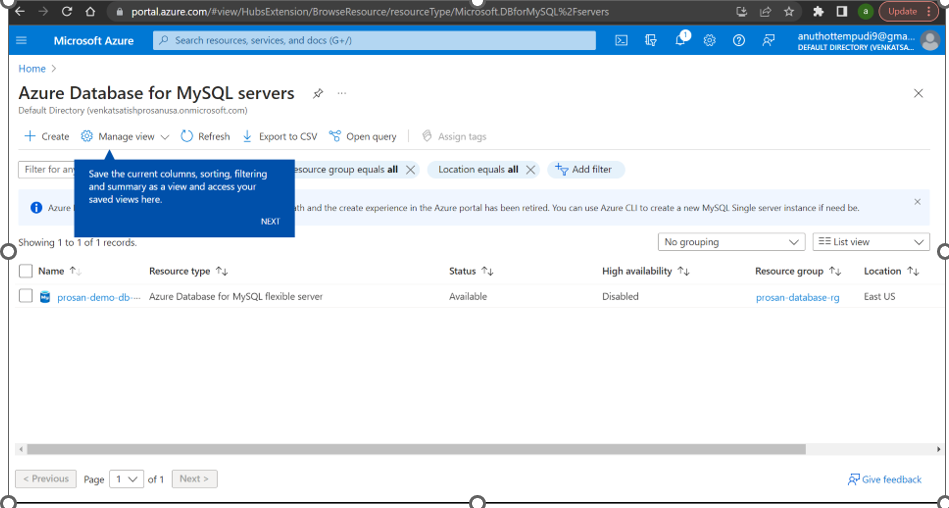 portal.azure.com/#view/HubsExtension/BrowseResource/resourceType/Microsoft.DBforMySQL%2Fservers
a
Update
Microsoft Azure
Search resources, services, and docs (G+/)
1
anuthottempudi9@gma...
DEFAULT DIRECTORY (VENKATSA...
Home >
Azure Database for MySQL servers
...
Default Directory (venkatsatishprosanusa.onmicrosoft.com)
Create
Manage view
Refresh
Export to CSV
Open query
Assign tags
Filter for any
esource group equals all
Location equals all
Add filter
Save the current columns, sorting, filtering
and summary as a view and access your
saved views here.
NEXT
Azure
ath and the create experience in the Azure portal has been retired. You can use Azure CLI to create a new MySQL Single server instance if need be.
Showing 1 to 1 of 1 records.
No grouping
List view
Name
Resource type
Status
High availability
Resource group
Location
prosan-demo-db-...
Azure Database for MySQL flexible server
Available
Disabled
prosan-database-rg
East US
< Previous
Page
1
of 1
Next >
Give feedback